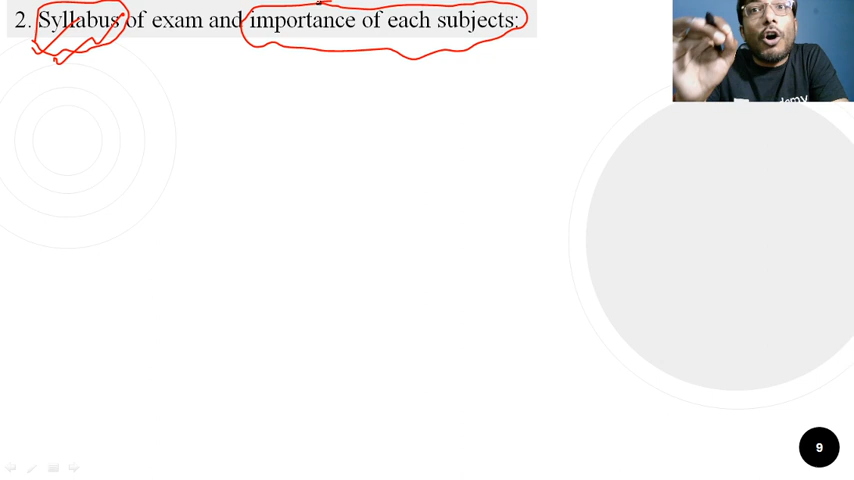 2. Syllabus of exam and importance of each subjects:
9